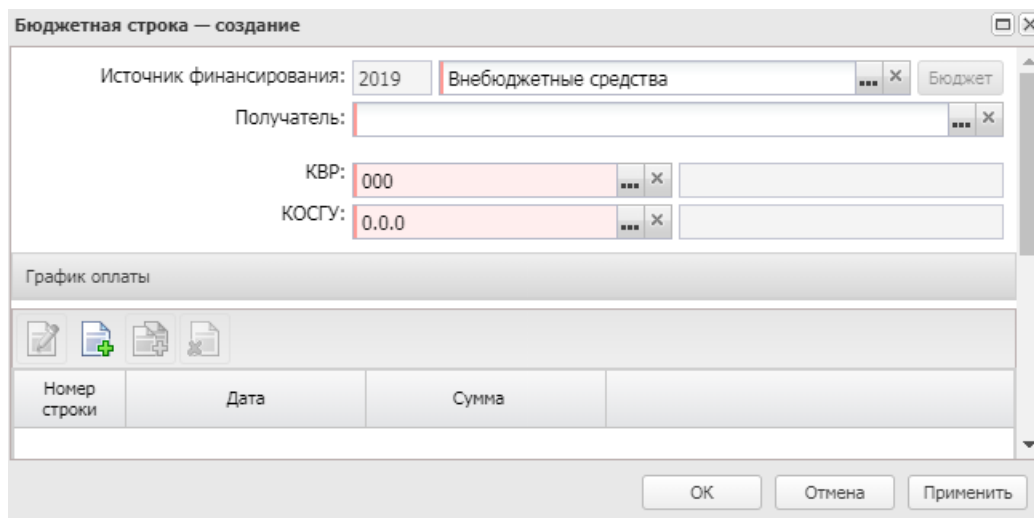 Бюджетная строка — создание
Источник финансирования: 2019 Внебюджетные средства ... Бюджет
Получатель: ...
КВР: 000 ...
КОСГУ: 0.0.0 ...
График оплаты
Номер строки Дата Сумма
ОК Отмена Применить